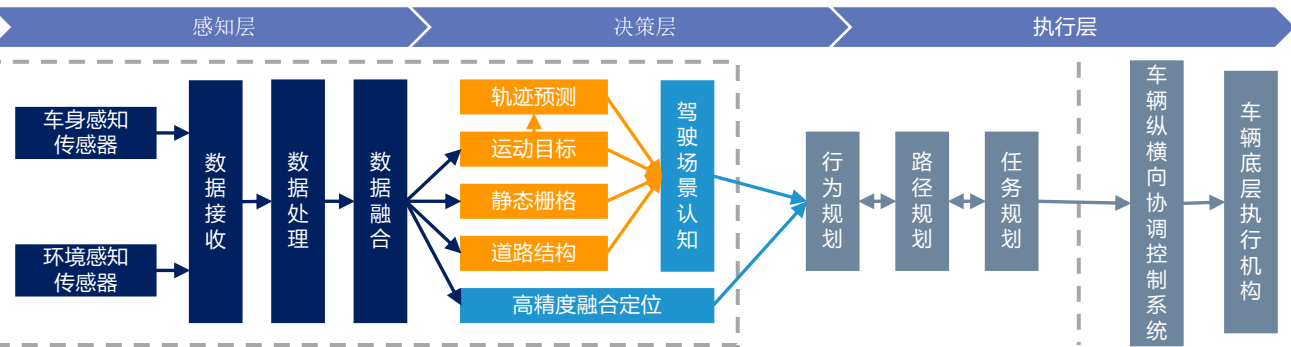 感知层
决策层
执行层
车身感知
传感器
环境感知
传感器
数据接收
数据处理
数据融合
轨迹预测
运动目标
静态栅格
道路结构
高精度融合定位
驾驶场景认知
行为规划
路径规划
任务规划
车辆纵横向协调控制系统
车辆底层执行机构